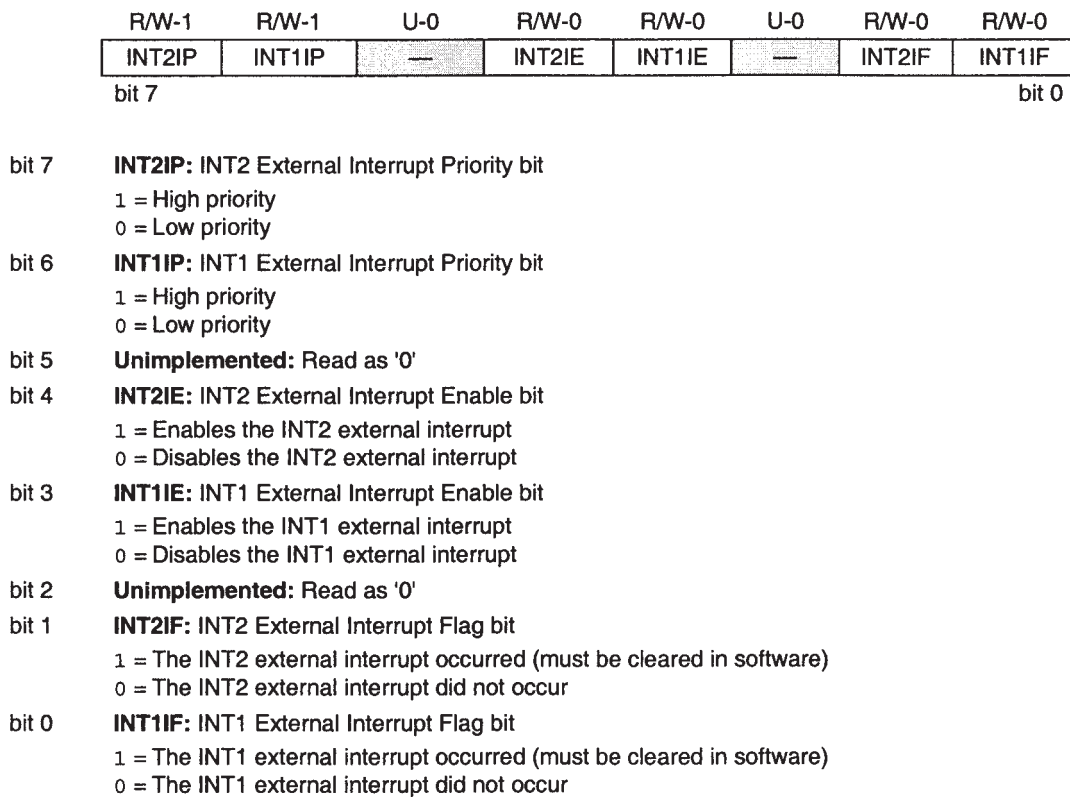 R/W-1 R/W-1 U-0 R/W-0 R/W-0 U-0 R/W-0 R/W-0
INT2IP INT1IP — INT2IE INT1IE — INT2IF INT1IF
bit 7 bit 0
bit 7 INT2IP: INT2 External Interrupt Priority bit
1 = High priority
0 = Low priority
bit 6 INT1IP: INT1 External Interrupt Priority bit
1 = High priority
0 = Low priority
bit 5 Unimplemented: Read as '0'
bit 4 INT2IE: INT2 External Interrupt Enable bit
1 = Enables the INT2 external interrupt
0 = Disables the INT2 external interrupt
bit 3 INT1IE: INT1 External Interrupt Enable bit
1 = Enables the INT1 external interrupt
0 = Disables the INT1 external interrupt
bit 2 Unimplemented: Read as '0'
bit 1 INT2IF: INT2 External Interrupt Flag bit
1 = The INT2 external interrupt occurred (must be cleared in software)
0 = The INT2 external interrupt did not occur
bit 0 INT1IF: INT1 External Interrupt Flag bit
1 = The INT1 external interrupt occurred (must be cleared in software)
0 = The INT1 external interrupt did not occur